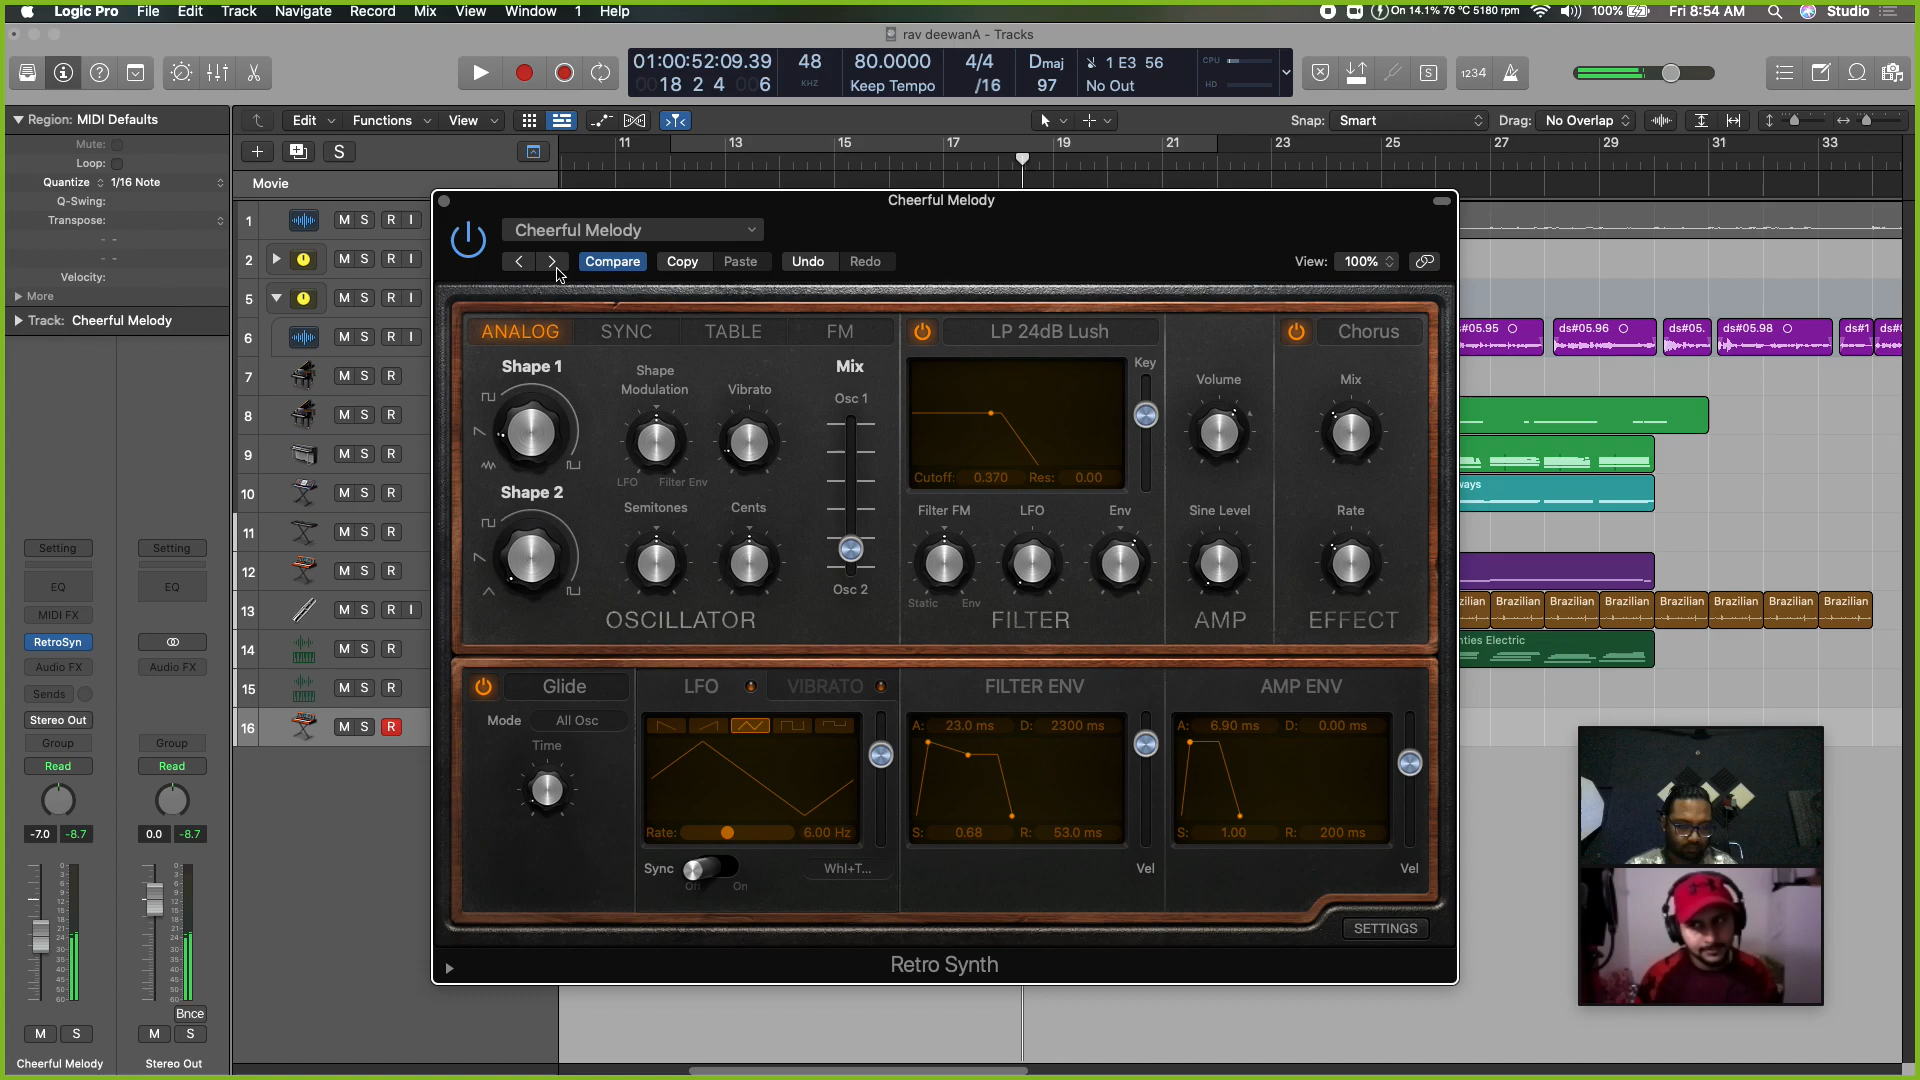 Logic Pro File Edit Track Navigate Record Mix View Window 1 Help
On 14.1% 76 °C 5180 rpm 100% Fri 8:54 AM Studio
rav deewanA - Tracks
01:00:52:09.39 48 80.0000 4/4 Dmaj 1 E3 56 CPU
18 2 4 6 KHZ Keep Tempo /16 97 No Out HD
1234
Region: MIDI Defaults
Mute:
Loop:
Quantize 1/16 Note
Q-Swing:
Transpose:
Velocity:
More
Track: Cheerful Melody
Edit Functions View
Snap: Smart Drag: No Overlap
S
11 13 15 17 19 21 23 25 27 29 31 33
Movie
1 M S R I
2 M S R I
5 M S R I
6 M S R I
7 M S R
8 M S R
9 M S R
10 M S R
11 M S R
12 M S R
13 M S R I
14 M S R
15 M S R
16 M S R
Cheerful Melody
Cheerful Melody
Compare Copy Paste Undo Redo View: 100%
ANALOG SYNC TABLE FM LP 24dB Lush Chorus
Shape 1 Shape Modulation Vibrato Mix Osc 1
LFO Filter Env
Shape 2 Semitones Cents Osc 2
OSCILLATOR
Key
Cutoff: 0.370 Res: 0.00
Filter FM LFO Env
Static Env
FILTER
Volume
Sine Level
AMP
Mix
Rate
EFFECT
Glide LFO VIBRATO FILTER ENV AMP ENV
Mode All Osc
Time
Rate: 6.00 Hz
Sync Off On Whl+T...
A: 23.0 ms D: 2300 ms
S: 0.68 R: 53.0 ms
Vel
A: 6.90 ms D: 0.00 ms
S: 1.00 R: 200 ms
Vel
SETTINGS
Retro Synth
#05.95 ds#05.96 ds#05. ds#05.98 ds#1
ways
zilian Brazilian Brazilian Brazilian Brazilian Brazilian Brazilian Brazilian
nties Electric
Setting Setting
EQ EQ
MIDI FX
RetroSyn
Audio FX Audio FX
Sends
Stereo Out
Group Group
Read Read
-7.0 -8.7 0.0 -8.7
Bnce
M S M S
Cheerful Melody Stereo Out